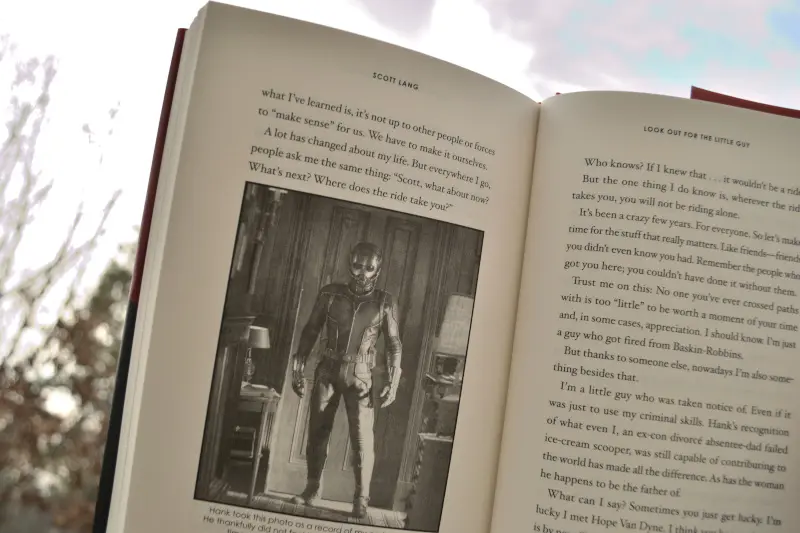 SCOTT LANG
what I've learned is, it's not up to other people or forces
to "make sense" for us. We have to make it ourselves.
A lot has changed about my life. But everywhere I go,
people ask me the same thing: "Scott, what about now?
What's next? Where does the ride take you?"
Hank took this photo as a record of
He thankfully did not
LOOK OUT FOR THE LITTLE GUY
Who knows? If I knew that . . . it wouldn't be a
But the one thing I do know is, wherever the
takes you, you will not be riding alone.
It's been a crazy few years. For everyone. So let's
time for the stuff that really matters. Like friends—friends
you didn't even know you had. Remember the people who
got you here; you couldn't have done it without them.
Trust me on this: No one you've ever crossed paths
with is too "little" to be worth a moment of your time
and, in some cases, appreciation. I should know. I'm just
a guy who got fired from Baskin-Robbins.
But thanks to someone else, nowadays I'm also some-
thing besides that.
I'm a little guy who was taken notice of. Even if it
was just to use my criminal skills. Hank's recognition
of what even I, an ex-con divorcé absentee-dad failed
ice-cream scooper, was still capable of contributing to
the world has made all the difference. As has the woman
he happens to be the father of.
What can I say? Sometimes you just get lucky. I'm
lucky I met Hope Van Dyne. I think
is by